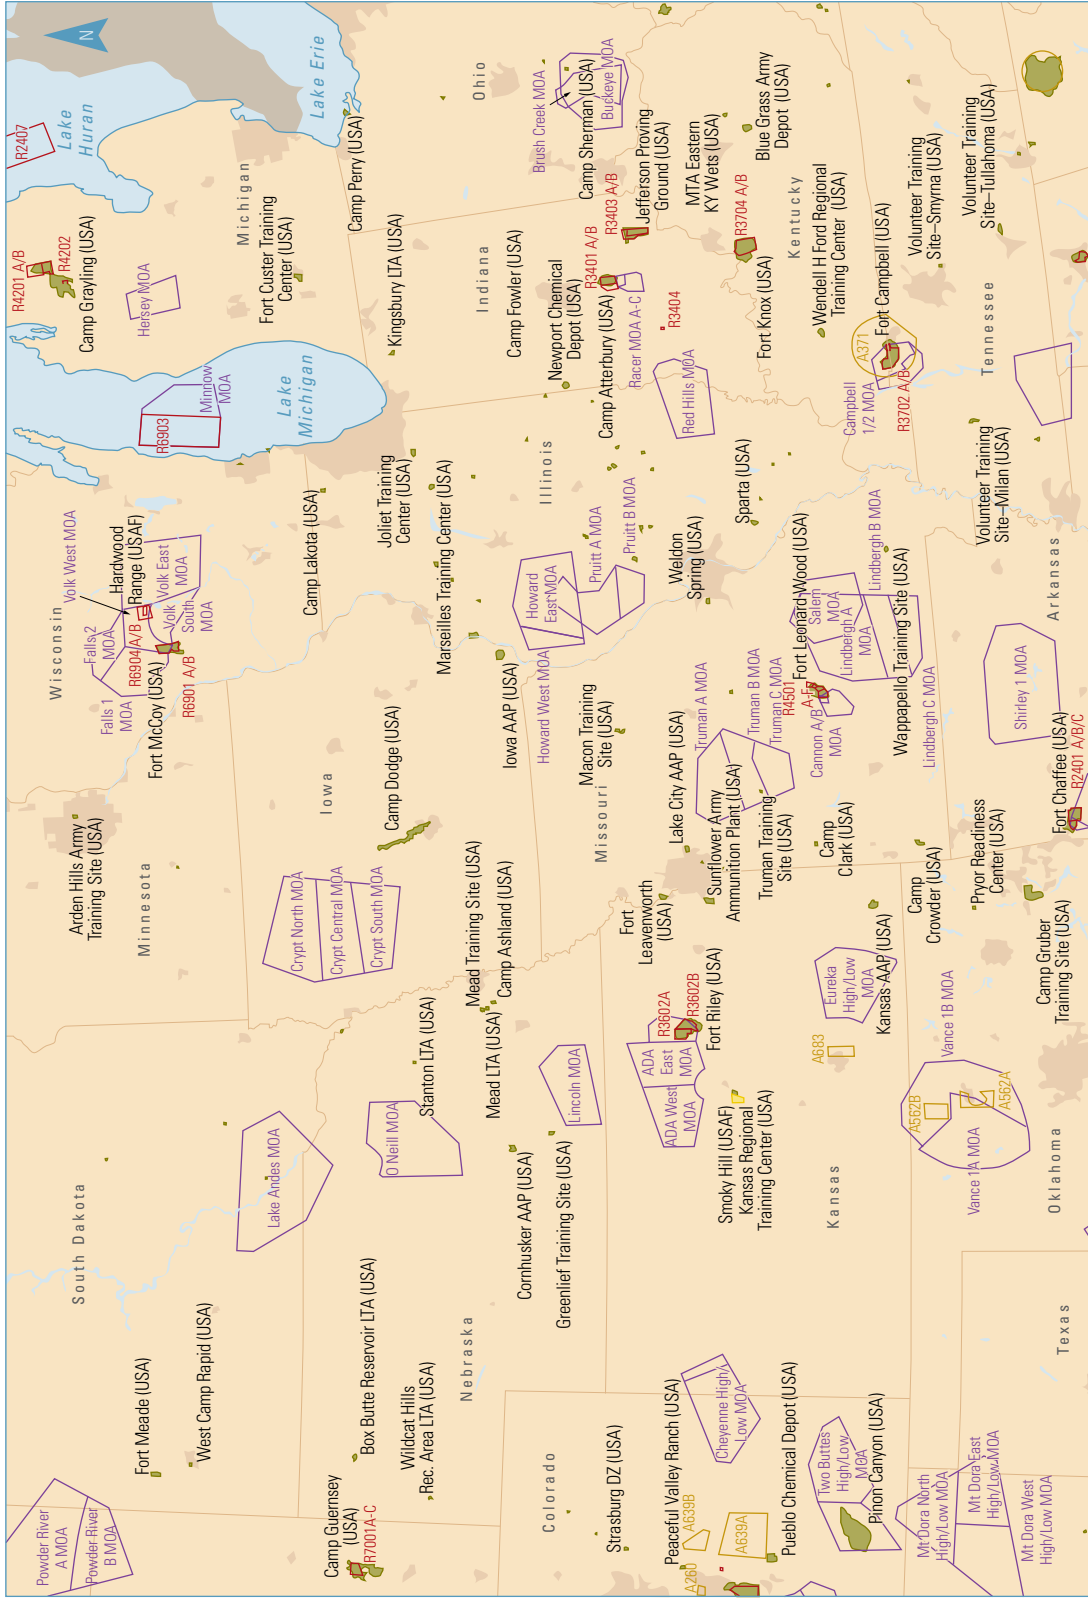 Powder River
A MOA
Powder River
B MOA
Fort Meade (USA)
West Camp Rapid (USA)
South Dakota
Lake Andes MOA
Camp Guernsey
(USA)
R7001A-C
Box Butte Reservoir LTA (USA)
Wildcat Hills
Rec. Area LTA (USA)
Nebraska
O Neill MOA
Stanton LTA (USA)
Mead LTA (USA)
Mead Training Site (USA)
Camp Ashland (USA)
Cornhusker AAP (USA)
Greenlief Training Site (USA)
Lincoln MOA
Colorado
Strasburg DZ (USA)
Peaceful Valley Ranch (USA)
A260
A639B
A639A
Cheyenne High/
Low MOA
Pueblo Chemical Depot (USA)
Two Buttes
High/Low
MOA
Pinon Canyon (USA)
Mt Dora North
High/Low MOA
Mt Dora East
High/Low MOA
Mt Dora West
High/Low MOA
Texas
Oklahoma
Kansas
Smoky Hill (USAF)
Kansas Regional
Training Center (USA)
ADA West
MOA
ADA
East
MOA
R3602A
R3602B
Fort Riley (USA)
Fort
Leavenworth
(USA)
A683
Eureka
High/Low
MOA
Kansas AAP (USA)
Vance 1A MOA
Vance 1B MOA
A562B
A562A
Camp Gruber
Training Site (USA)
Pryor Readiness
Center (USA)
Camp
Crowder (USA)
Camp
Clark (USA)
Minnesota
Arden Hills Army
Training Site (USA)
Crypt North MOA
Crypt Central MOA
Crypt South MOA
Iowa
Camp Dodge (USA)
Iowa AAP (USA)
Missouri
Macon Training
Site (USA)
Lake City AAP (USA)
Sunflower Army
Ammunition Plant (USA)
Truman Training
Site (USA)
Truman A MOA
Truman B MOA
Truman C MOA
R4501
A-F
Cannon A/B
MOA
Fort Leonard Wood (USA)
Salem
MOA
Lindbergh A
MOA
Lindbergh B MOA
Lindbergh C MOA
Wappapello Training Site (USA)
Shirley 1 MOA
Fort Chaffee (USA)
R2401 A/B/C
Arkansas
Wisconsin
Falls 1
MOA
Falls 2
MOA
Volk West MOA
Hardwood
Range (USAF)
Volk East
MOA
Volk
South
MOA
R6904 A/B
R6901 A/B
Fort McCoy (USA)
Camp Lakota (USA)
Joliet Training
Center (USA)
Marseilles Training Center (USA)
Illinois
Howard
East MOA
Howard West MOA
Pruitt A MOA
Pruitt B MOA
Weldon
Spring (USA)
Sparta (USA)
Red Hills MOA
R6903
Minnow
MOA
Lake
Michigan
Hersey MOA
R4201 A/B
R4202
Camp Grayling (USA)
R2407
Lake
Huran
Michigan
Fort Custer Training
Center (USA)
Lake Erie
Camp Perry (USA)
Kingsbury LTA (USA)
Indiana
Camp Fowler (USA)
Newport Chemical
Depot (USA)
Camp Atterbury (USA)
R3401 A/B
R3403 A/B
Racer MOA A-C
R3404
Jefferson Proving
Ground (USA)
Ohio
Brush Creek MOA
Camp Sherman (USA)
Buckeye MOA
MTA Eastern
KY Wets (USA)
Blue Grass Army
Depot (USA)
R3704 A/B
Fort Knox (USA)
Kentucky
Wendell H Ford Regional
Training Center (USA)
Fort Campbell (USA)
A371
Campbell
1/2 MOA
R3702 A/B
Volunteer Training
Site–Smyrna (USA)
Volunteer Training
Site–Tullahoma (USA)
Tennessee
Volunteer Training
Site–Milan (USA)
N